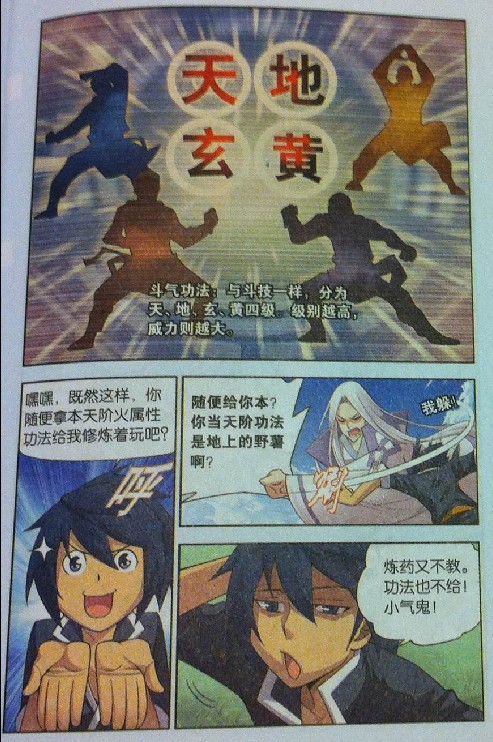 天 地
玄 黄
斗气功法：与斗技一样，分为
天、地、玄、黄四级。级别越高，
威力则越大。
嘿嘿，既然这样，你
随便拿本天阶火属性
功法给我修炼着玩吧？
呼
随便给你本？
你当天阶功法
是地上的野薯
啊？
我躲！
炼药又不教。
功法也不给！
小气鬼！